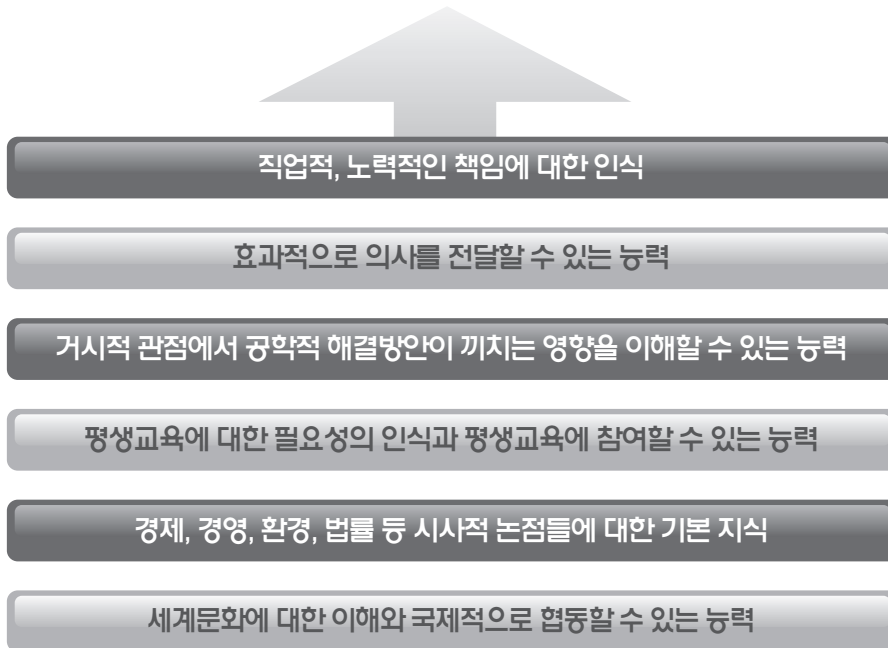 직업적, 노력적인 책임에 대한 인식
효과적으로 의사를 전달할 수 있는 능력
거시적 관점에서 공학적 해결방안이 끼치는 영향을 이해할 수 있는 능력
평생교육에 대한 필요성의 인식과 평생교육에 참여할 수 있는 능력
경제, 경영, 환경, 법률 등 시사적 논점들에 대한 기본 지식
세계문화에 대한 이해와 국제적으로 협동할 수 있는 능력